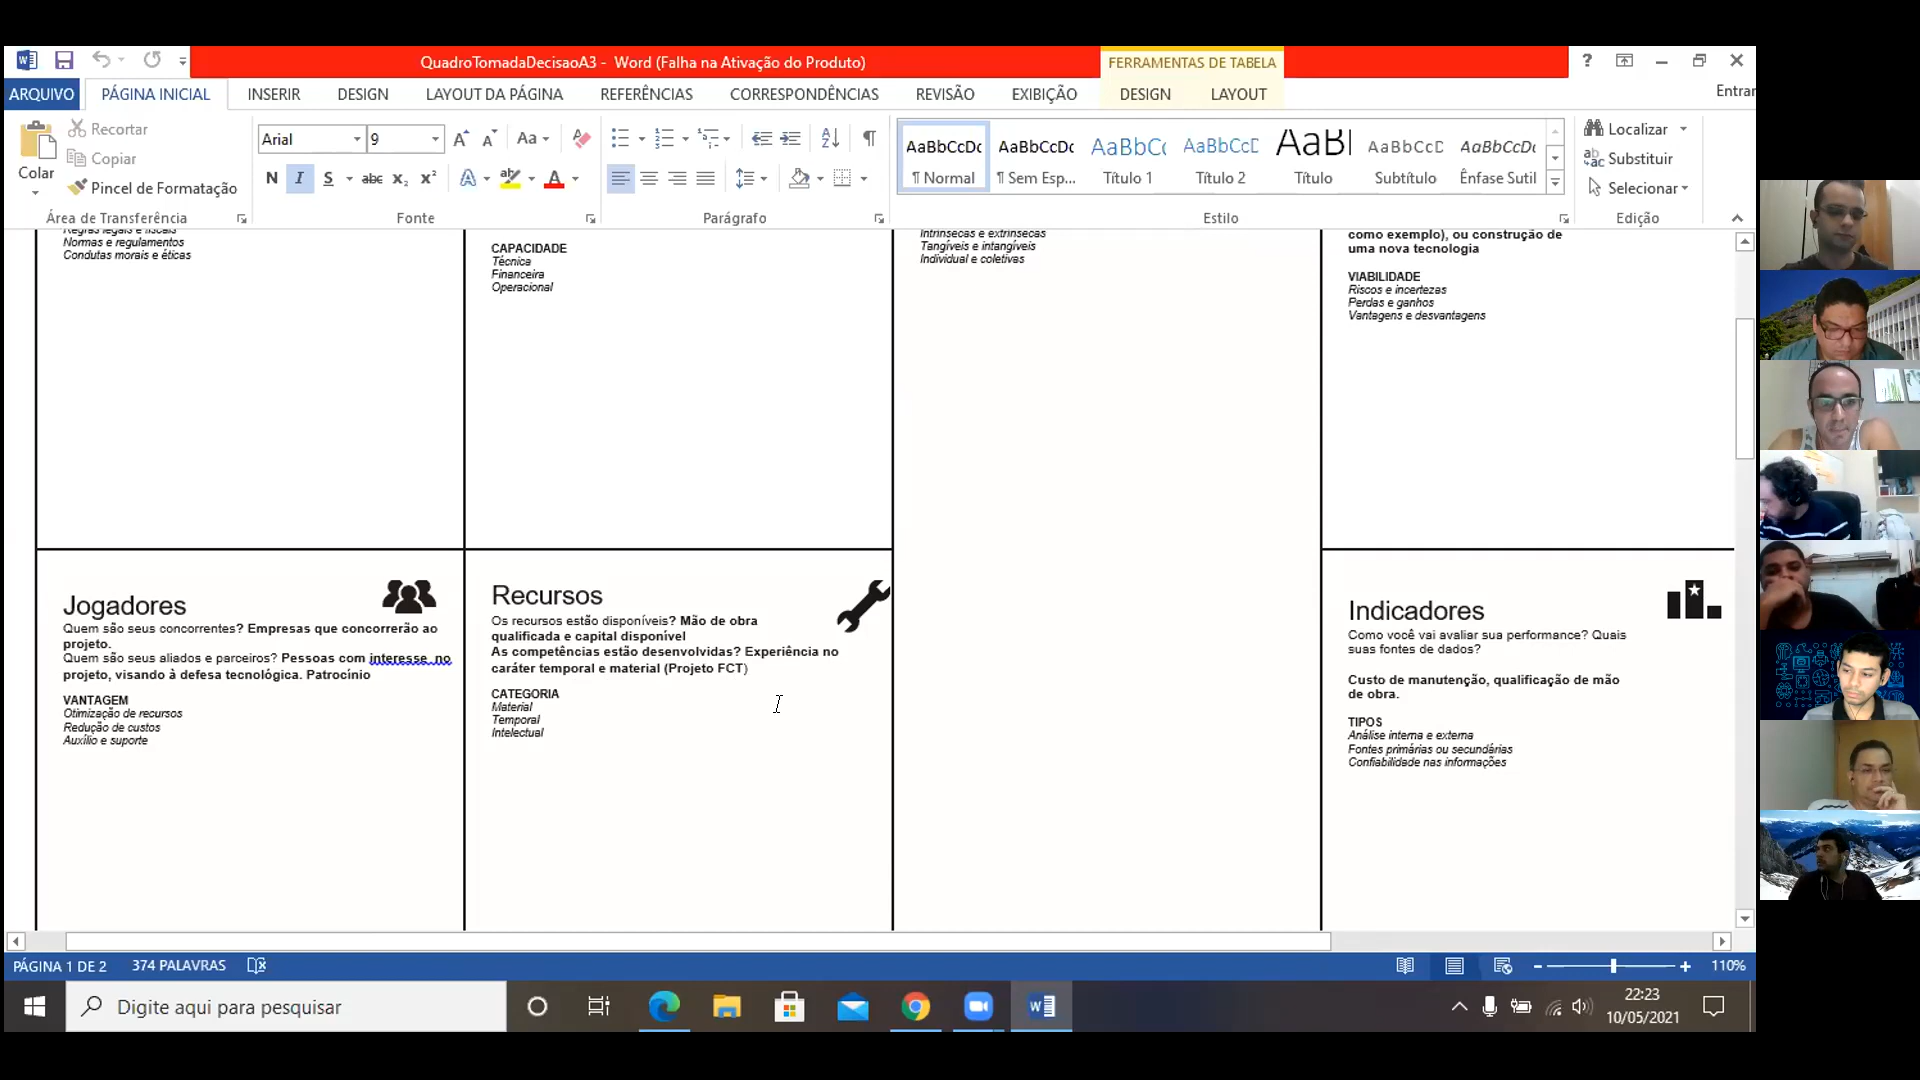 QuadroTomadaDecisaoA3 - Word (Falha na Ativação do Produto)
FERRAMENTAS DE TABELA
?
ARQUIVO
PÁGINA INICIAL
INSERIR
DESIGN
LAYOUT DA PÁGINA
REFERÊNCIAS
CORRESPONDÊNCIAS
REVISÃO
EXIBIÇÃO
DESIGN
LAYOUT
Entrar
Colar
Recortar
Copiar
Pincel de Formatação
Área de Transferência
Arial
9
Fonte
Parágrafo
AaBbCcDc
¶ Normal
AaBbCcDc
¶ Sem Esp...
AaBbCc
Título 1
AaBbCcD
Título 2
AaBl
Título
AaBbCcD
Subtítulo
AaBbCcDc
Ênfase Sutil
Estilo
Localizar
Substituir
Selecionar
Edição
Regras legais e fiscais
Normas e regulamentos
Condutas morais e éticas
CAPACIDADE
Técnica
Financeira
Operacional
Intrínsecas e extrínsecas
Tangíveis e intangíveis
Individual e coletivas
como exemplo), ou construção de
uma nova tecnologia
VIABILIDADE
Riscos e incertezas
Perdas e ganhos
Vantagens e desvantagens
Jogadores
Quem são seus concorrentes? Empresas que concorrerão ao
projeto.
Quem são seus aliados e parceiros? Pessoas com interesse no
projeto, visando à defesa tecnológica. Patrocínio
VANTAGEM
Otimização de recursos
Redução de custos
Auxílio e suporte
Recursos
Os recursos estão disponíveis? Mão de obra
qualificada e capital disponível
As competências estão desenvolvidas? Experiência no
caráter temporal e material (Projeto FCT)
CATEGORIA
Material
Temporal
Intelectual
Indicadores
Como você vai avaliar sua performance? Quais
suas fontes de dados?
Custo de manutenção, qualificação de mão
de obra.
TIPOS
Análise interna e externa
Fontes primárias ou secundárias
Confiabilidade nas informações
PÁGINA 1 DE 2
374 PALAVRAS
110%
Digite aqui para pesquisar
22:23
10/05/2021